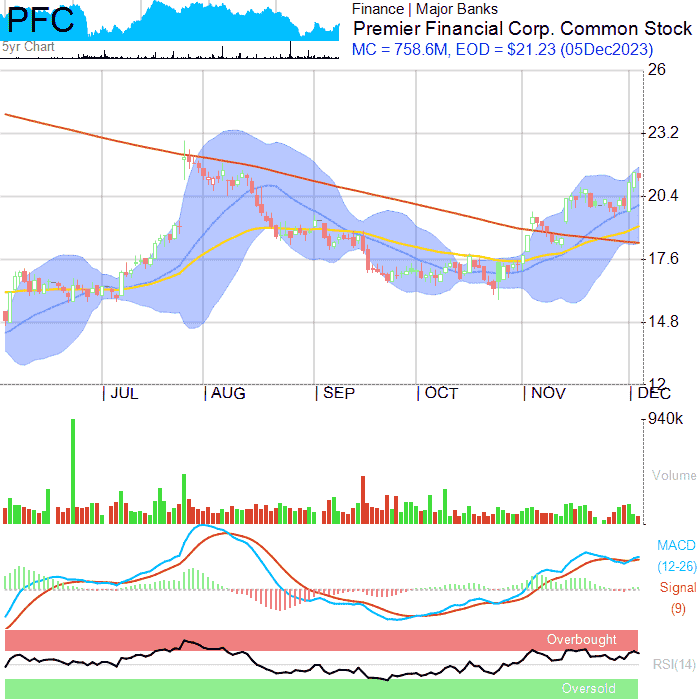 PFC
5yr Chart
Finance | Major Banks
Premier Financial Corp. Common Stock
MC = 758.6M, EOD = $21.23 (05Dec2023)
26
23.2
20.4
17.6
14.8
12
JUL AUG SEP OCT NOV DEC
940k
Volume
MACD
(12-26)
Signal
(9)
Overbought
RSI(14)
Oversold